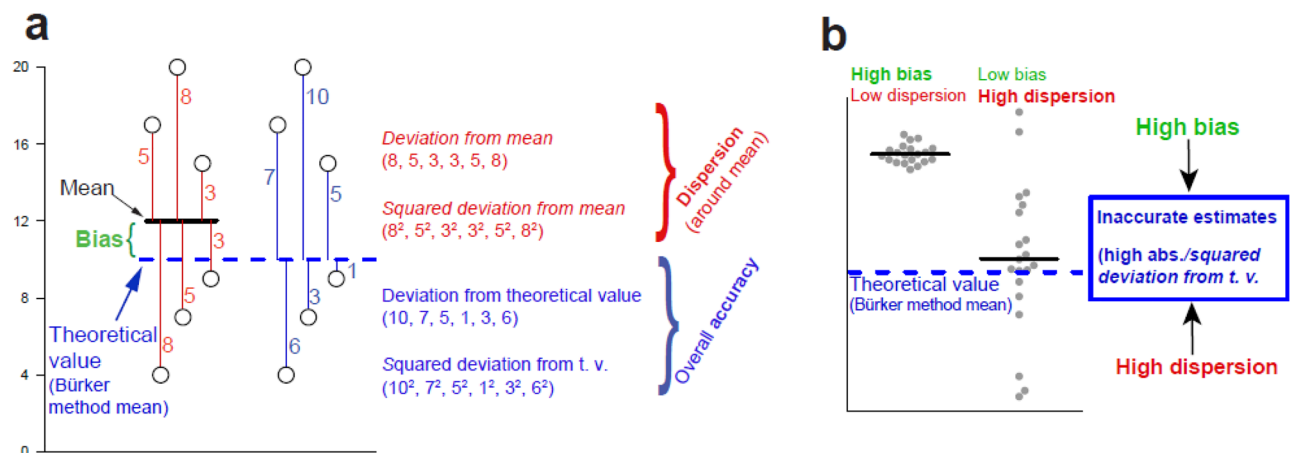 a
20
16
12
8
4
0
5
8
3
3
5
8
Mean
Bias
Theoretical
value
(Bürker
method mean)
10
7
5
1
3
6
Deviation from mean
(8, 5, 3, 3, 5, 8)
Squared deviation from mean
(8², 5², 3², 3², 5², 8²)
Dispersion
(around mean)
Deviation from theoretical value
(10, 7, 5, 1, 3, 6)
Squared deviation from t. v.
(10², 7², 5², 1², 3², 6²)
Overall accuracy
b
High bias
Low dispersion
Low bias
High dispersion
Theoretical value
(Bürker method mean)
High bias
Inaccurate estimates
(high abs./squared
deviation from t. v.
High dispersion